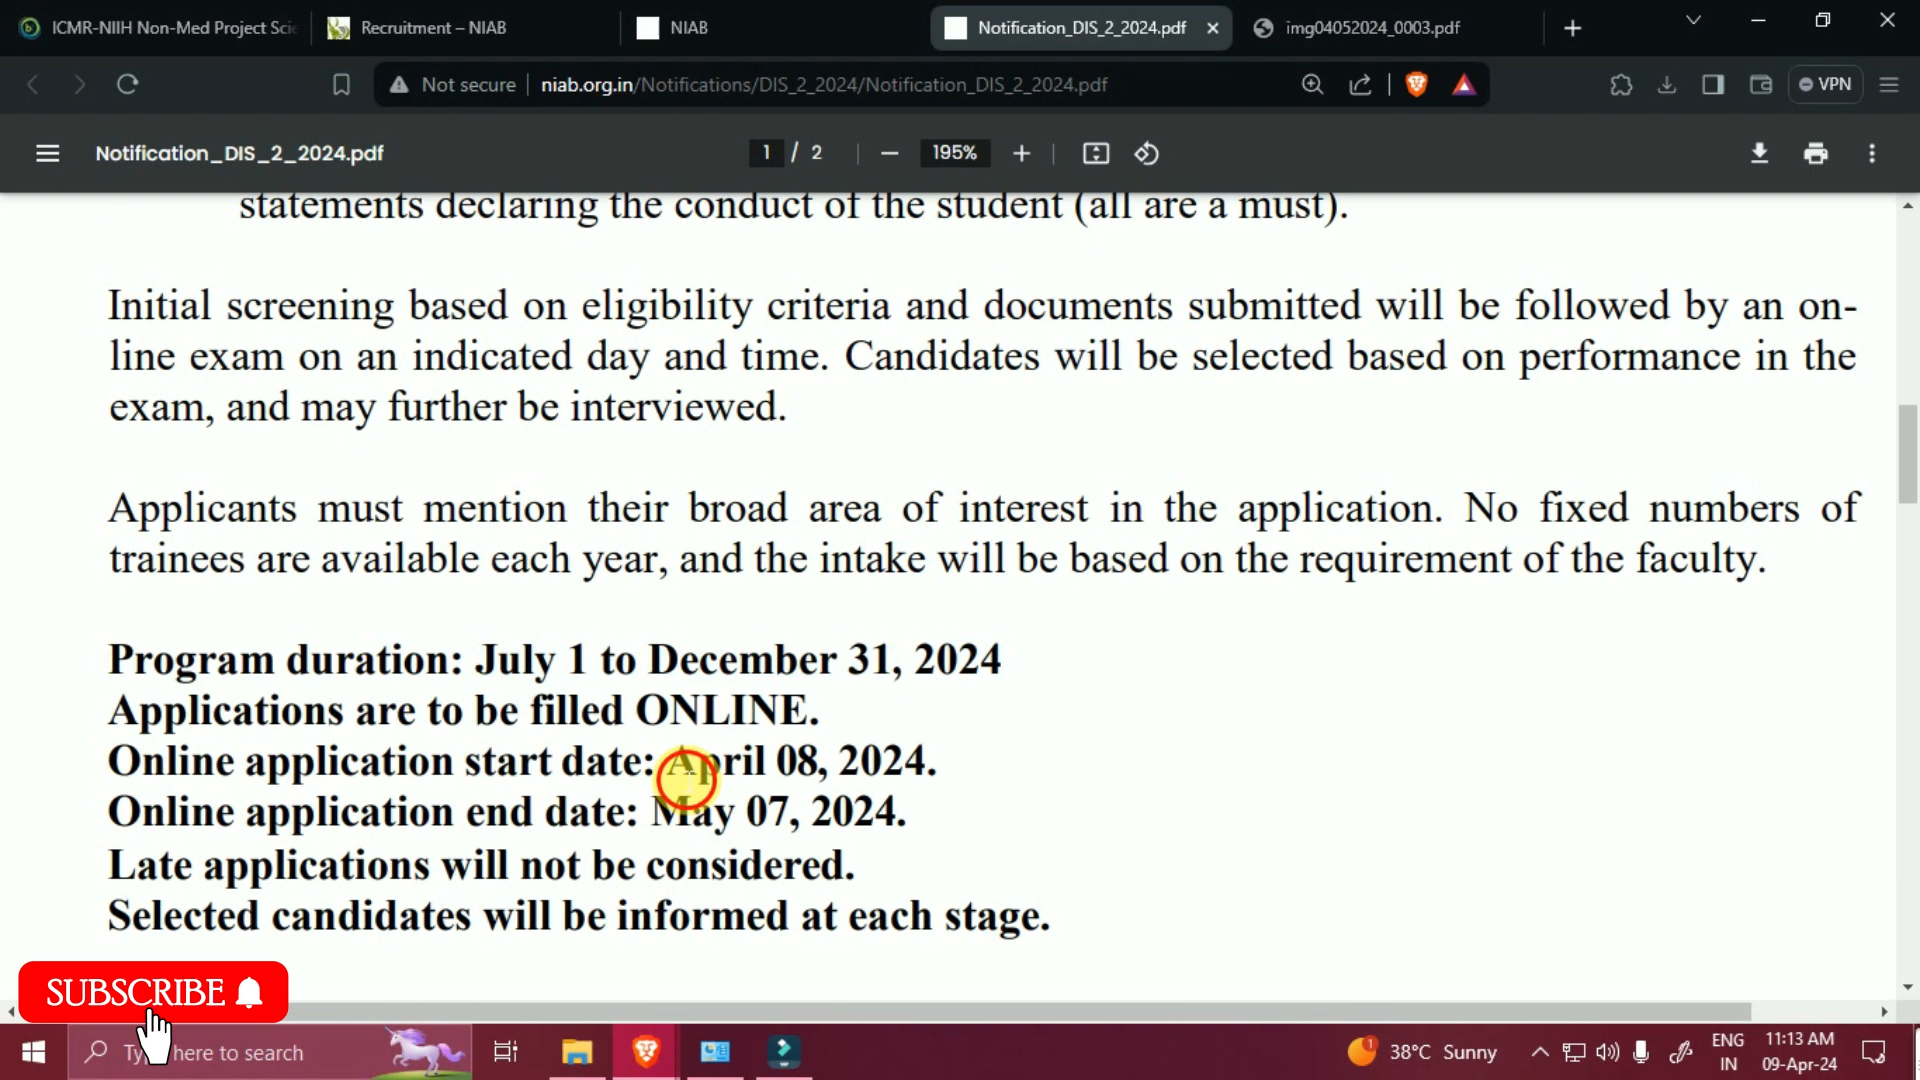 ICMR-NIIH Non-Med Project Scie
Recruitment – NIAB
NIAB
Notification_DIS_2_2024.pdf
img04052024_0003.pdf
Not secure
niab.org.in/Notifications/DIS_2_2024/Notification_DIS_2_2024.pdf
VPN
Notification_DIS_2_2024.pdf
1 / 2
195%
statements declaring the conduct of the student (all are a must).
Initial screening based on eligibility criteria and documents submitted will be followed by an on-
line exam on an indicated day and time. Candidates will be selected based on performance in the
exam, and may further be interviewed.
Applicants must mention their broad area of interest in the application. No fixed numbers of
trainees are available each year, and the intake will be based on the requirement of the faculty.
Program duration: July 1 to December 31, 2024
Applications are to be filled ONLINE.
Online application start date: April 08, 2024.
Online application end date: May 07, 2024.
Late applications will not be considered.
Selected candidates will be informed at each stage.
SUBSCRIBE
Ty here to search
1
38°C Sunny
ENG
IN
11:13 AM
09-Apr-24